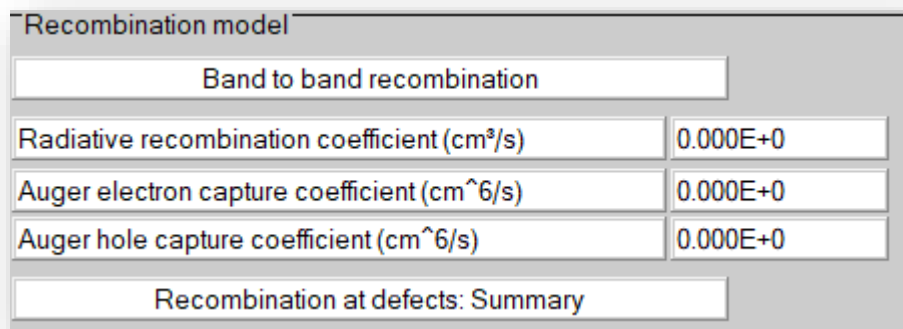 Recombination model
Band to band recombination
Radiative recombination coefficient (cm³/s) 0.000E+0
Auger electron capture coefficient (cm^6/s) 0.000E+0
Auger hole capture coefficient (cm^6/s) 0.000E+0
Recombination at defects: Summary